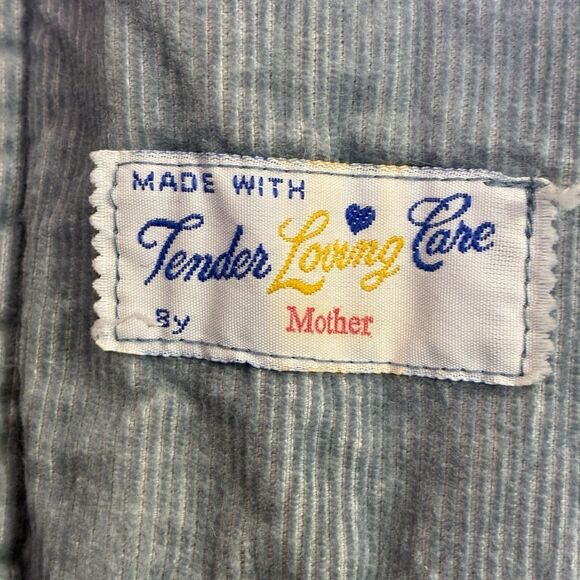 MADE WITH
Tender Loving Care
By Mother